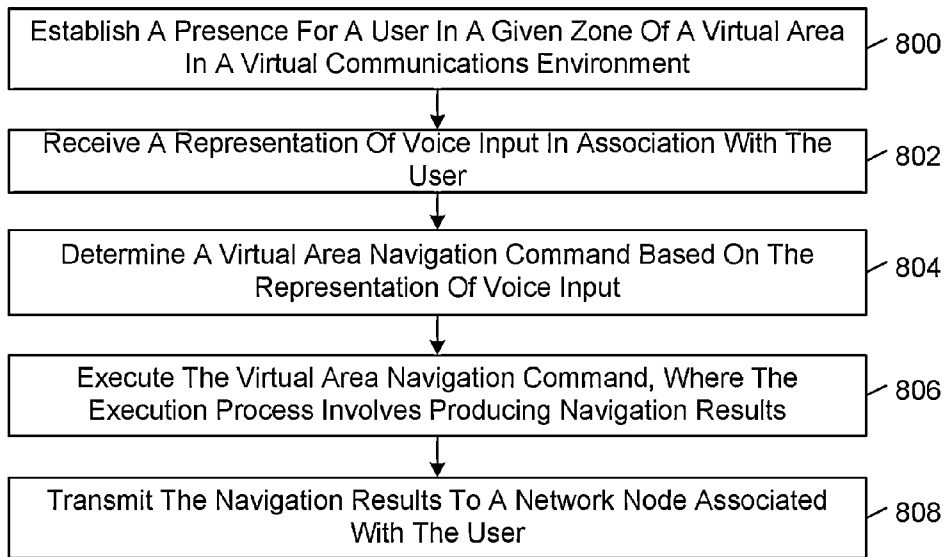 Establish A Presence For A User In A Given Zone Of A Virtual Area
In A Virtual Communications Environment
800
Receive A Representation Of Voice Input In Association With The
User
802
Determine A Virtual Area Navigation Command Based On The
Representation Of Voice Input
804
Execute The Virtual Area Navigation Command, Where The
Execution Process Involves Producing Navigation Results
806
Transmit The Navigation Results To A Network Node Associated
With The User
808